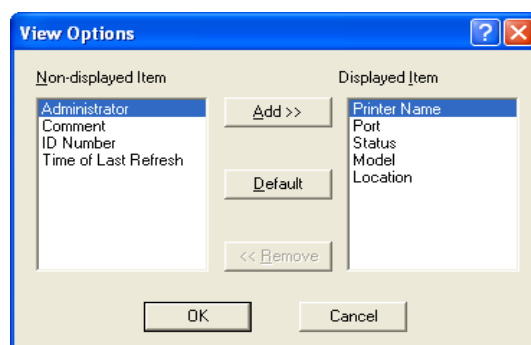 View Options
Non-displayed Item
Displayed Item
Administrator
Comment
ID Number
Time of Last Refresh
Add >>
Default
<< Remove
Printer Name
Port
Status
Model
Location
OK
Cancel